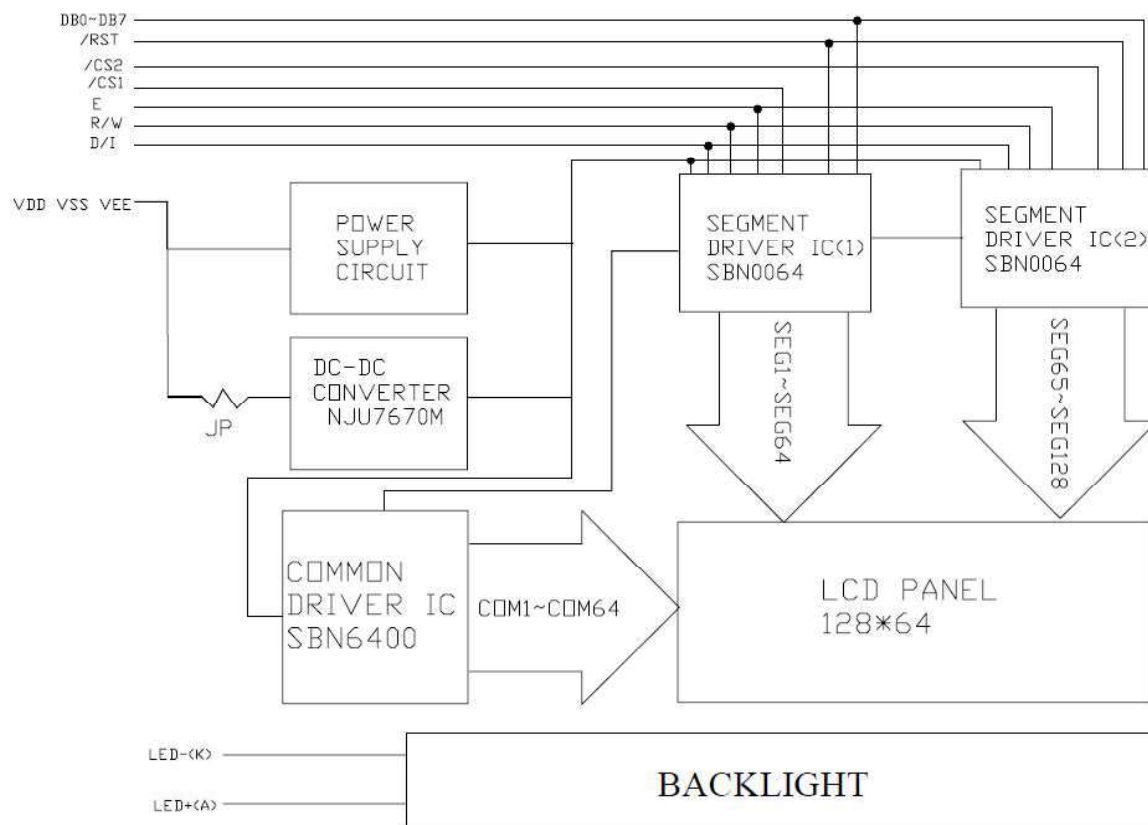 DB0~DB7
/RST
/CS2
/CS1
E
R/W
D/I
VDD VSS VEE
POWER
SUPPLY
CIRCUIT
SEGMENT
DRIVER IC(1)
SBN0064
SEGMENT
DRIVER IC(2)
SBN0064
DC-DC
CONVERTER
NJU7670M
JP
SEG1~SEG64
SEG65~SEG128
COMMON
DRIVER IC
SBN6400
COM1~COM64
LCD PANEL
128*64
LED-(K)
LED+(A)
BACKLIGHT